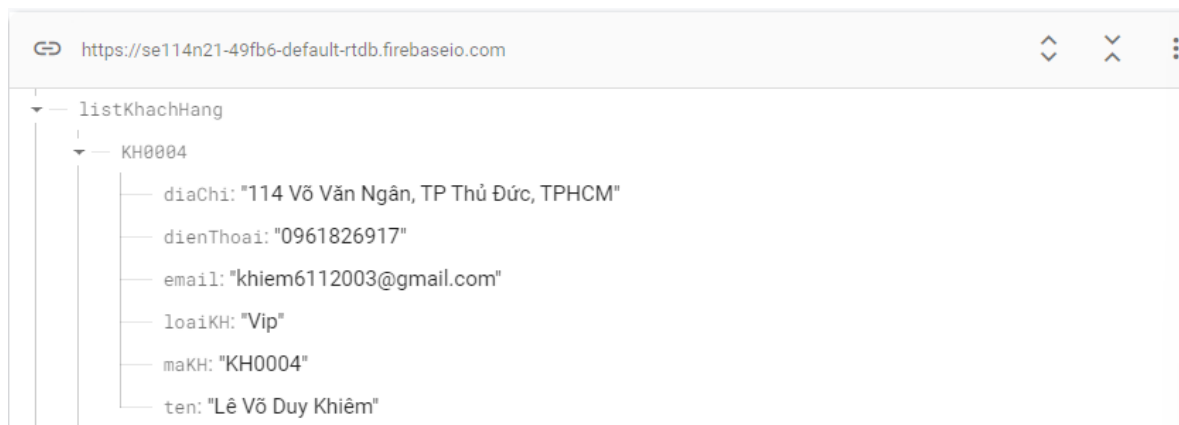 https://se114n21-49fb6-default-rtdb.firebaseio.com
listKhachHang
KH0004
diaChi: "114 Võ Văn Ngân, TP Thủ Đức, TPHCM"
dienThoai: "0961826917"
email: "khiem6112003@gmail.com"
loaiKH: "Vip"
maKH: "KH0004"
ten: "Lê Võ Duy Khiêm"